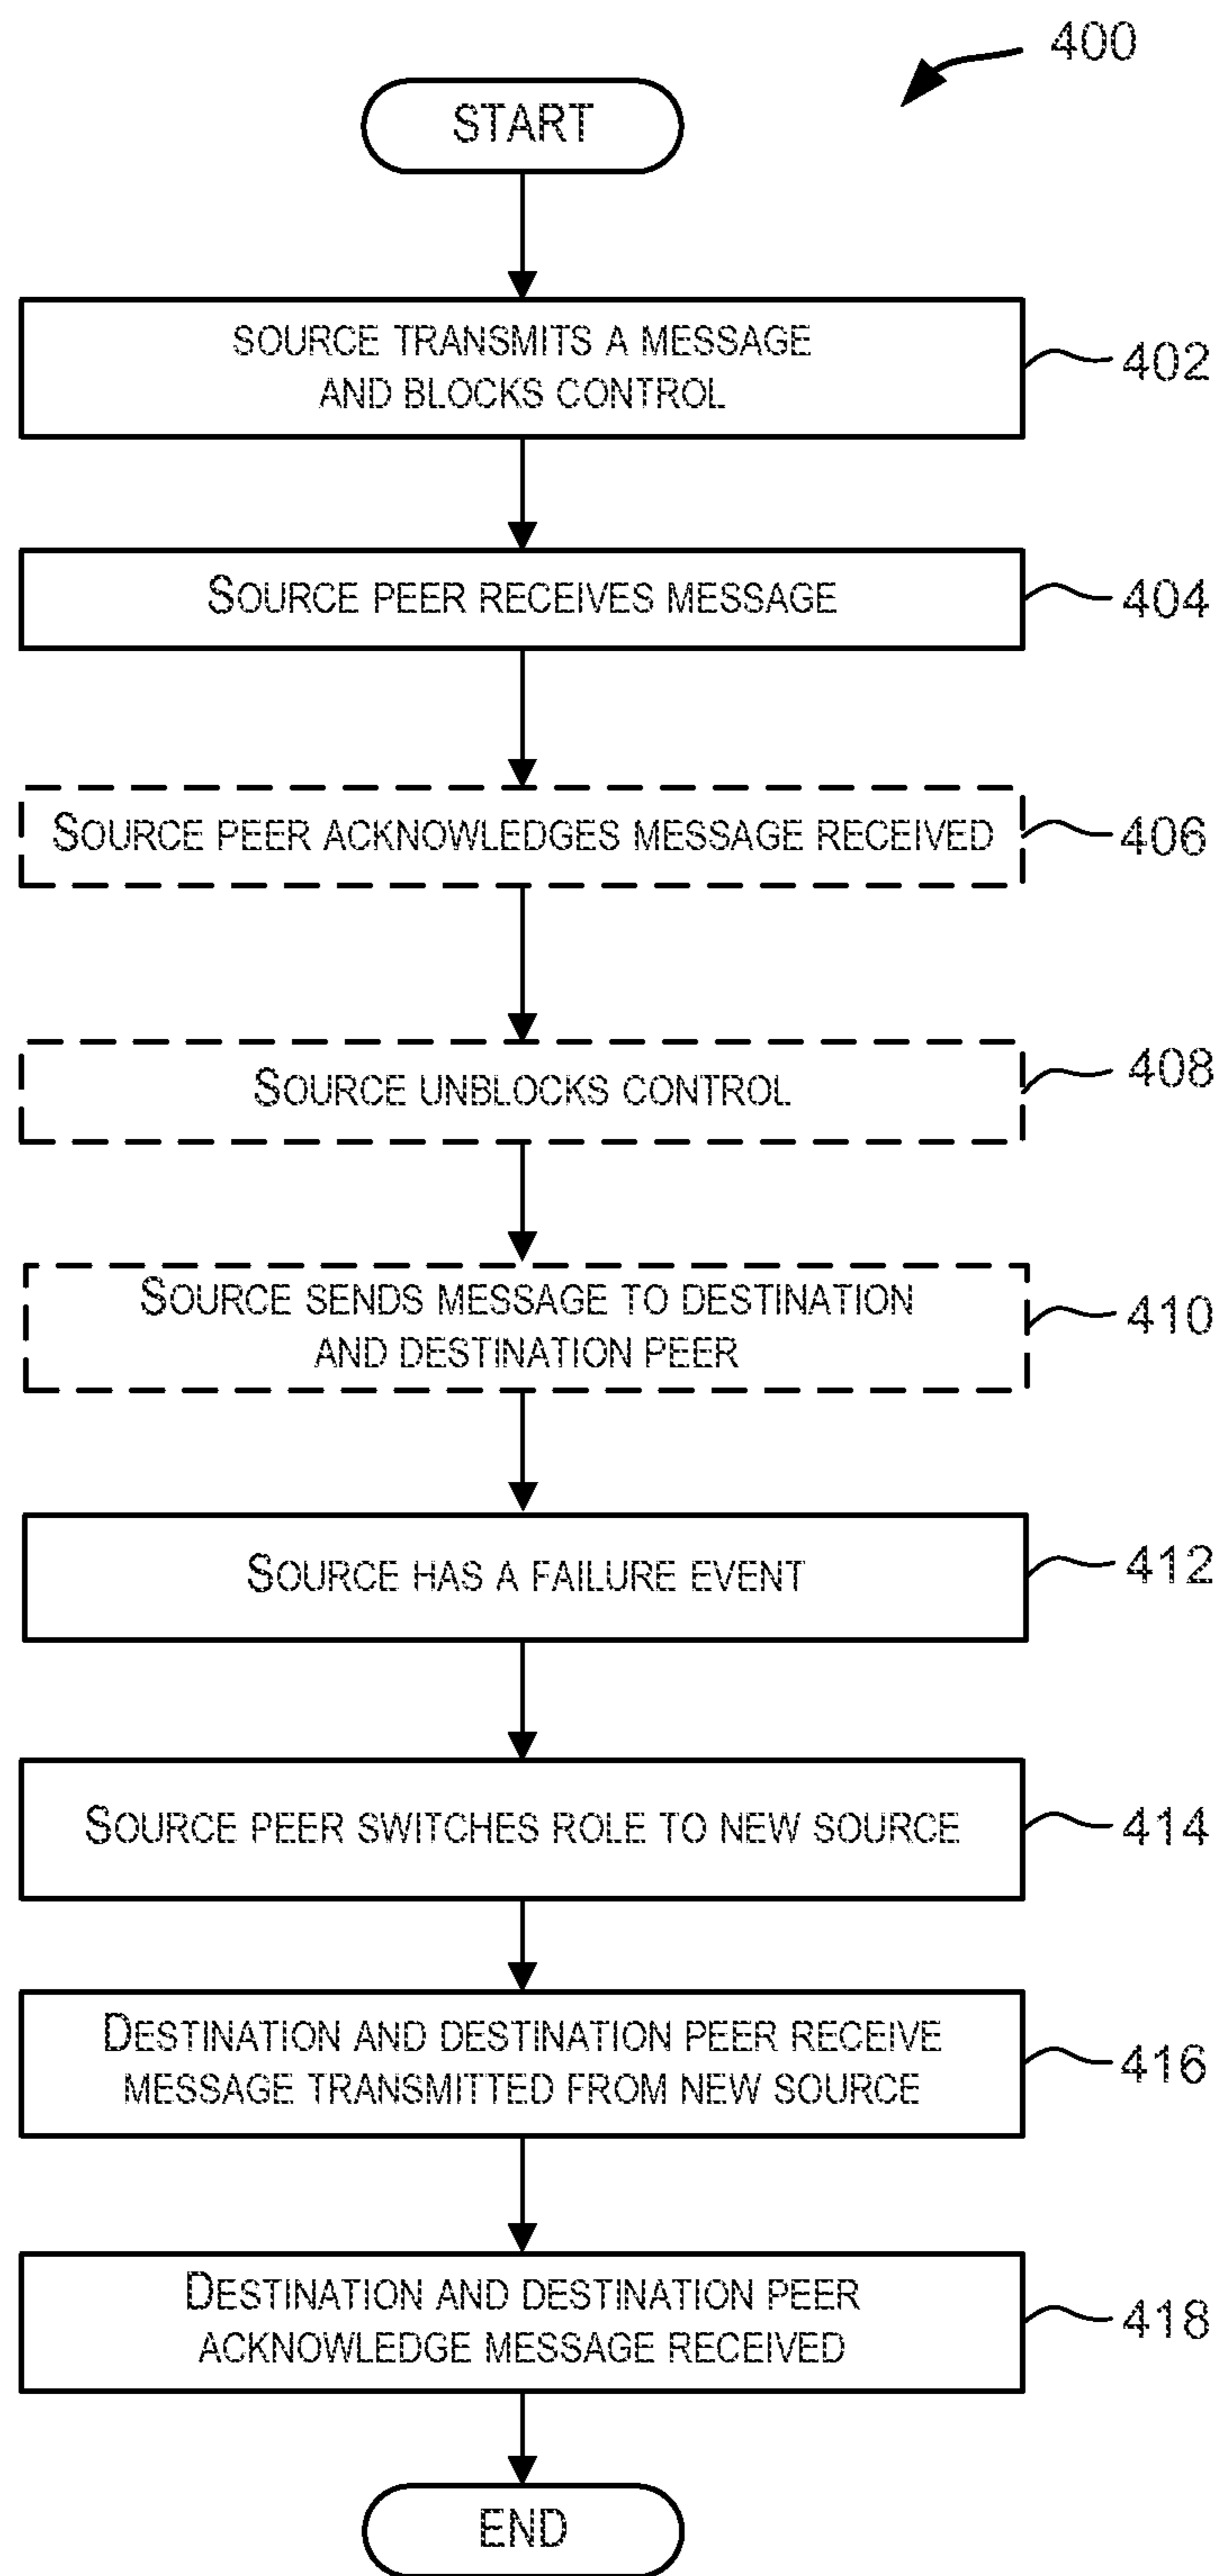 400
START
SOURCE TRANSMITS A MESSAGE
AND BLOCKS CONTROL
402
SOURCE PEER RECEIVES MESSAGE
404
SOURCE PEER ACKNOWLEDGES MESSAGE RECEIVED
406
SOURCE UNBLOCKS CONTROL
408
SOURCE SENDS MESSAGE TO DESTINATION
AND DESTINATION PEER
410
SOURCE HAS A FAILURE EVENT
412
SOURCE PEER SWITCHES ROLE TO NEW SOURCE
414
DESTINATION AND DESTINATION PEER RECEIVE
MESSAGE TRANSMITTED FROM NEW SOURCE
416
DESTINATION AND DESTINATION PEER
ACKNOWLEDGE MESSAGE RECEIVED
418
END